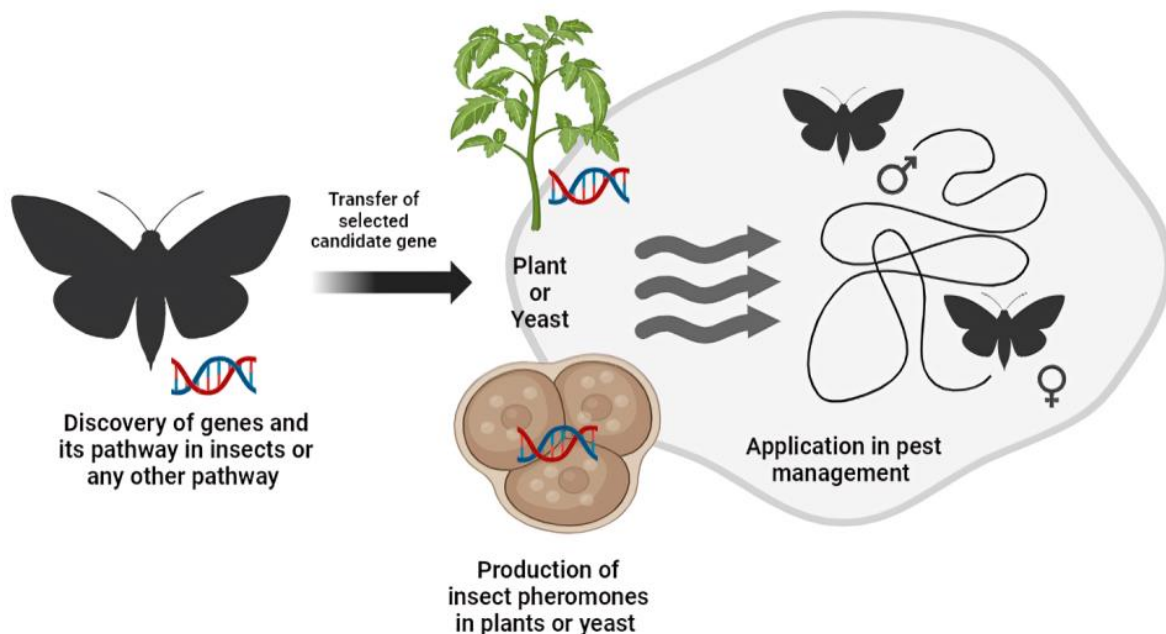 Discovery of genes and
its pathway in insects or
any other pathway
Transfer of
selected
candidate gene
Plant
or
Yeast
Production of
insect pheromones
in plants or yeast
♂
♀
Application in pest
management